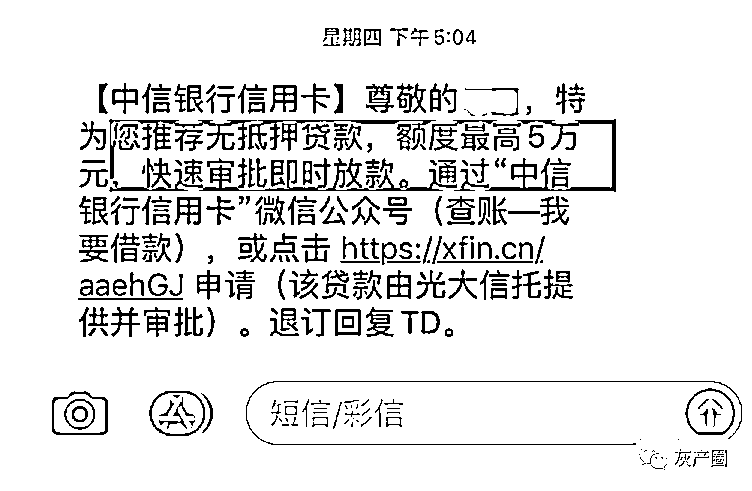 星期四 下午 5:04
【中信银行信用卡】尊敬的 ，特
为您推荐无抵押贷款，额度最高5万
元，快速审批即时放款。通过“中信
银行信用卡”微信公众号（查账—我
要借款），或点击 https://xfin.cn/
aaehGJ 申请（该贷款由光大信托提
供并审批）。退订回复TD。
短信/彩信
灰产圈